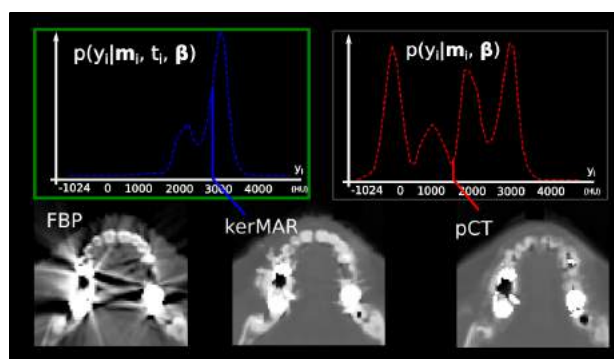 p(yᵢ|mᵢ, tᵢ, β)
yᵢ
-1024 0 1000 2000 3000 4000 (HU)
p(yᵢ|mᵢ, β)
yᵢ
-1024 0 1000 2000 3000 4000 (HU)
FBP
kerMAR
pCT